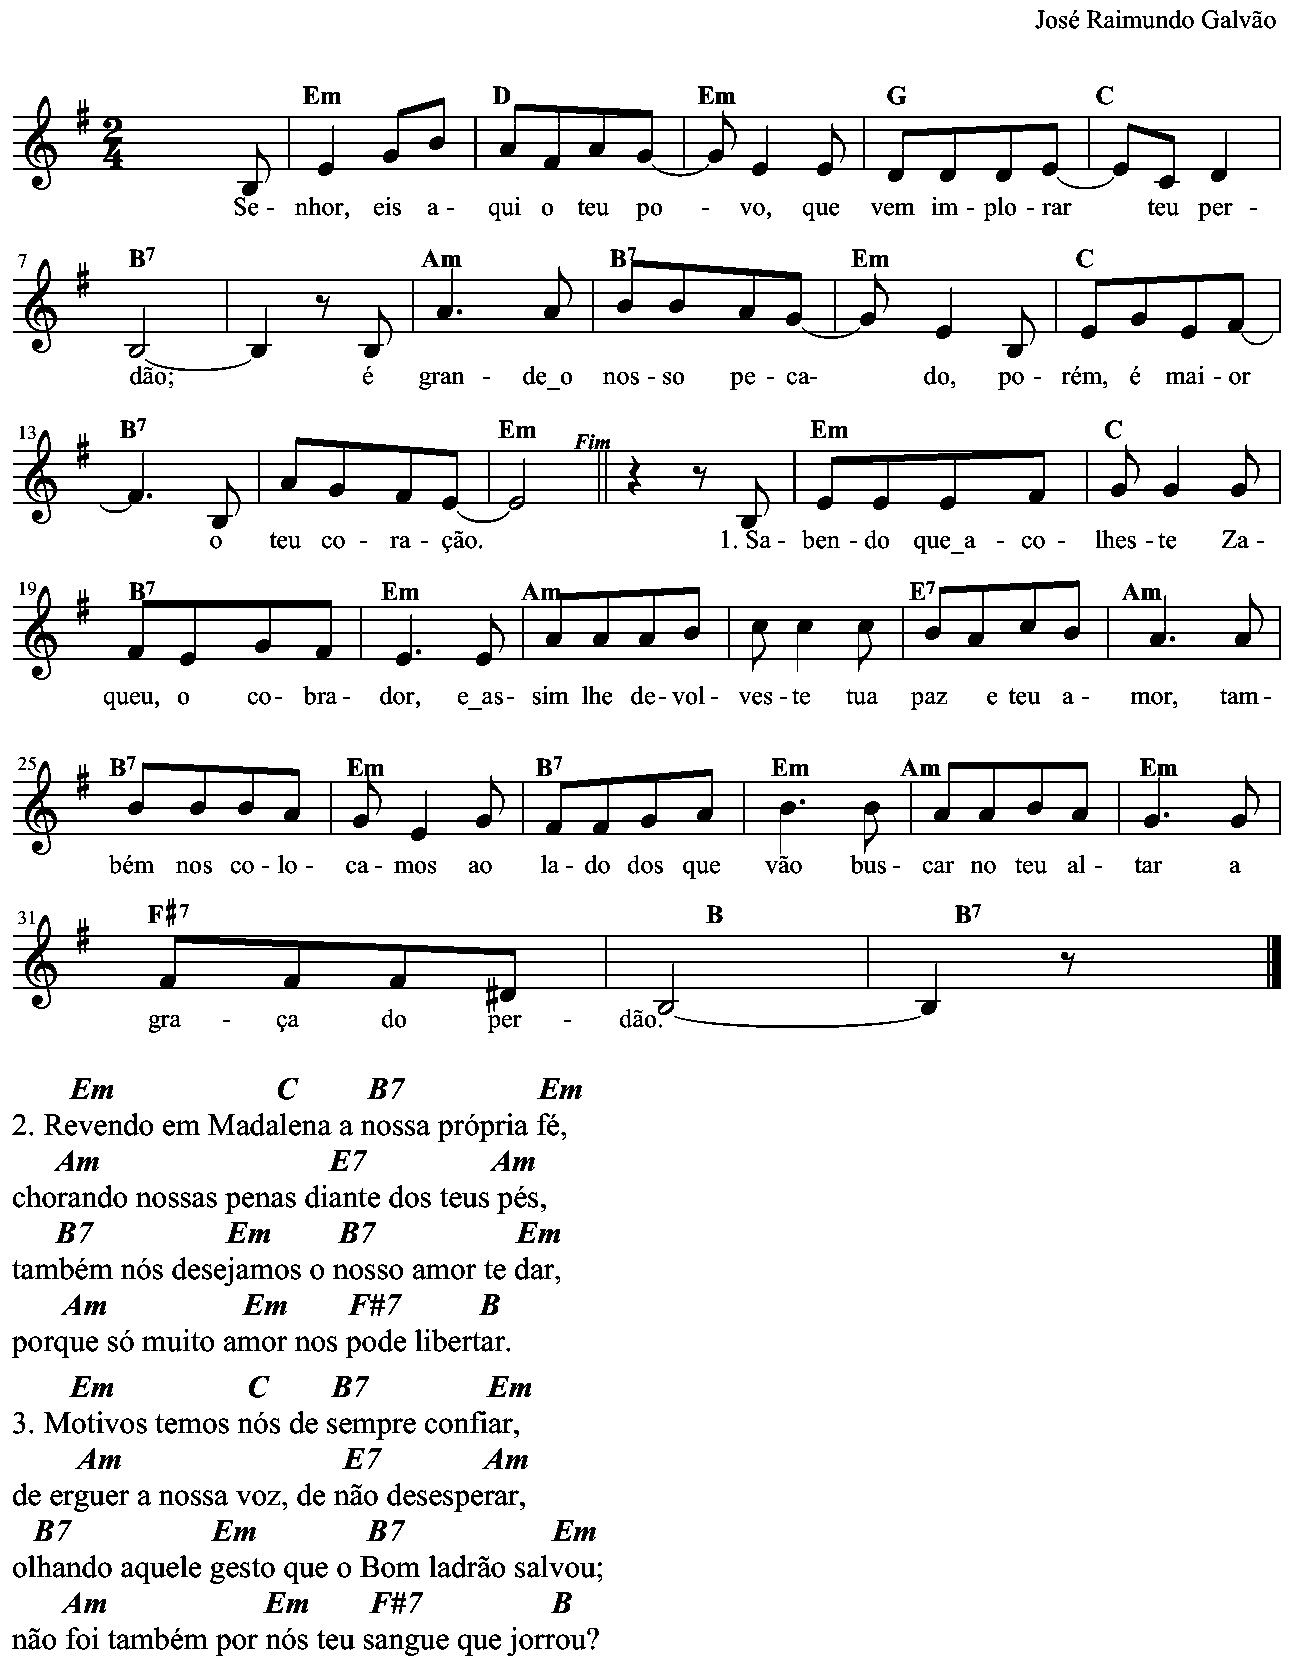 José Raimundo Galvão
Em D Em G C
2/4
Se - nhor, eis a - qui o teu po - vo, que vem im - plo - rar teu per -
7 B7 Am B7 Em C
dão; é gran - de_o nos - so pe - ca- do, po - rém, é mai - or
13 B7 Em Fim Em C
o teu co - ra - ção. 1. Sa - ben - do que_a - co - lhes - te Za -
19 B7 Em Am E7 Am
queu, o co - bra - dor, e_as - sim lhe de - vol - ves - te tua paz e teu a - mor, tam-
25 B7 Em B7 Em Am Em
bém nos co - lo - ca - mos ao la - do dos que vão bus - car no teu al - tar a
31 F#7 B B7
gra - ça do per - dão.
Em C B7 Em
2. Revendo em Madalena a nossa própria fé,
Am E7 Am
chorando nossas penas diante dos teus pés,
B7 Em B7 Em
também nós desejamos o nosso amor te dar,
Am Em F#7 B
porque só muito amor nos pode libertar.
Em C B7 Em
3. Motivos temos nós de sempre confiar,
Am E7 Am
de erguer a nossa voz, de não desesperar,
B7 Em B7 Em
olhando aquele gesto que o Bom ladrão salvou;
Am Em F#7 B
não foi também por nós teu sangue que jorrou?